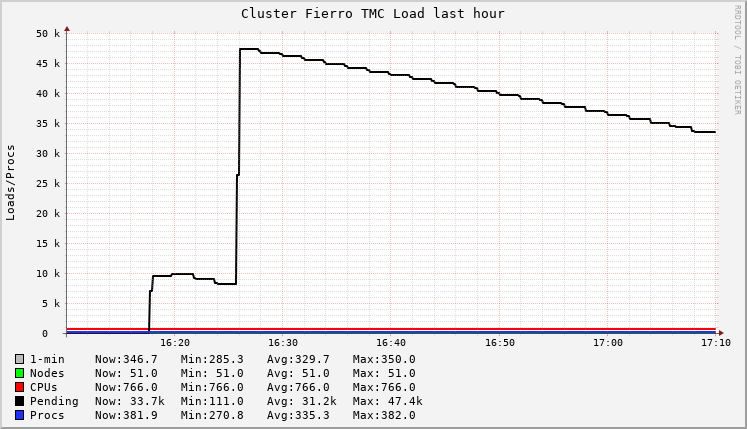 Cluster Fierro TMC Load last hour
RRDTOOL / TOBI OETIKER
Loads/Procs
50 k
45 k
40 k
35 k
30 k
25 k
20 k
15 k
10 k
5 k
0
16:20 16:30 16:40 16:50 17:00 17:10
1-min Now:346.7 Min:285.3 Avg:329.7 Max:350.0
Nodes Now: 51.0 Min: 51.0 Avg: 51.0 Max: 51.0
CPUs Now:766.0 Min:766.0 Avg:766.0 Max:766.0
Pending Now: 33.7k Min:111.0 Avg: 31.2k Max: 47.4k
Procs Now:381.9 Min:270.8 Avg:335.3 Max:382.0